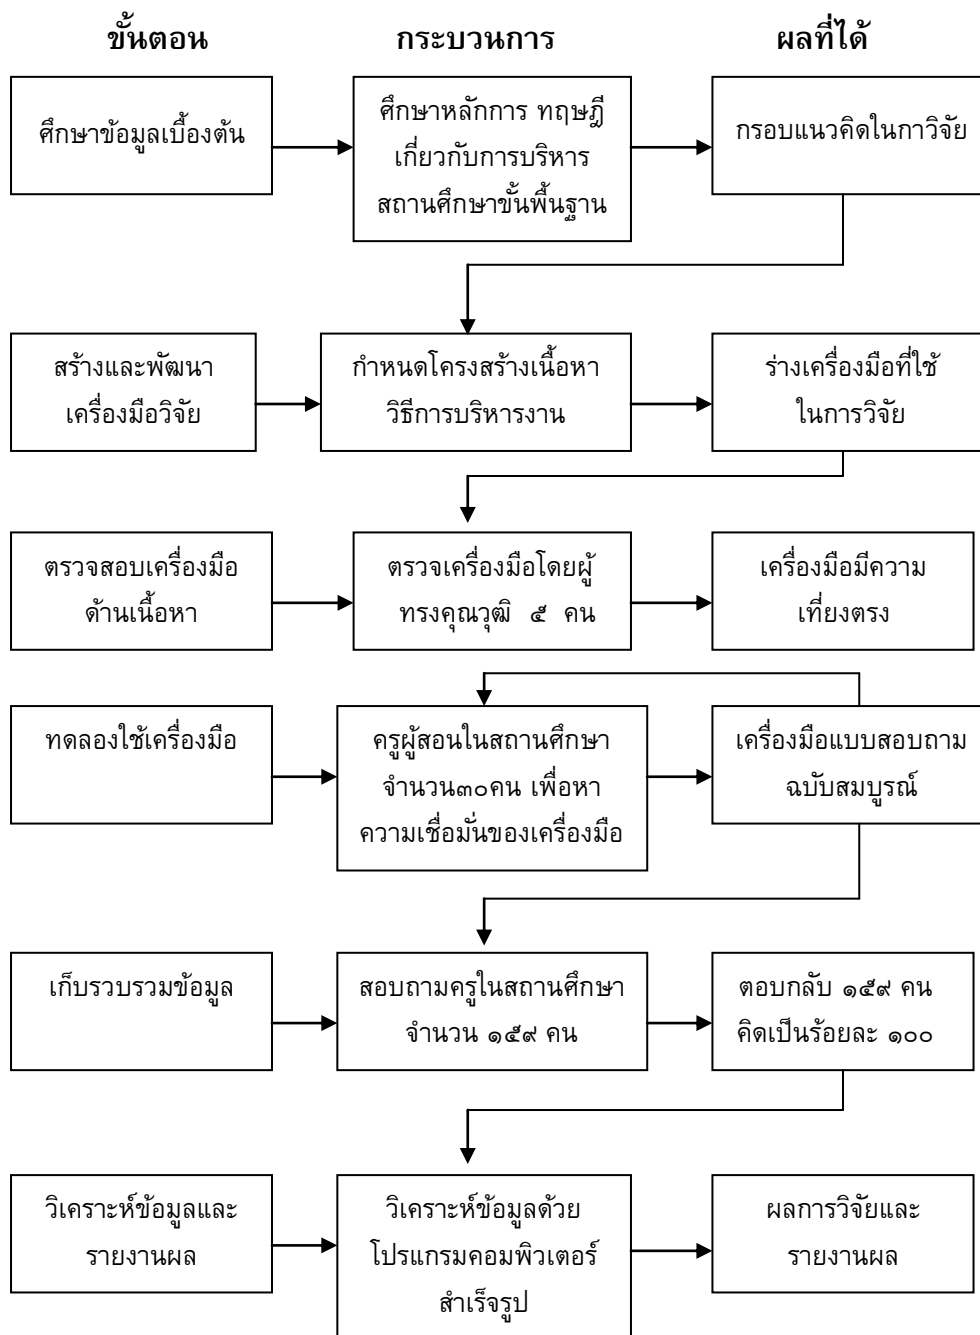 ขั้นตอน กระบวนการ ผลที่ได้
ศึกษาข้อมูลเบื้องต้น
ศึกษาหลักการ ทฤษฎี
เกี่ยวกับการบริหาร
สถานศึกษาขั้นพื้นฐาน
กรอบแนวคิดในกาวิจัย
สร้างและพัฒนา
เครื่องมือวิจัย
กำหนดโครงสร้างเนื้อหา
วิธีการบริหารงาน
ร่างเครื่องมือที่ใช้
ในการวิจัย
ตรวจสอบเครื่องมือ
ด้านเนื้อหา
ตรวจเครื่องมือโดยผู้
ทรงคุณวุฒิ ๕ คน
เครื่องมือมีความ
เที่ยงตรง
ทดลองใช้เครื่องมือ
ครูผู้สอนในสถานศึกษา
จำนวน๓๐คน เพื่อหา
ความเชื่อมั่นของเครื่องมือ
เครื่องมือแบบสอบถาม
ฉบับสมบูรณ์
เก็บรวบรวมข้อมูล
สอบถามครูในสถานศึกษา
จำนวน ๑๕๙ คน
ตอบกลับ ๑๕๙ คน
คิดเป็นร้อยละ ๑๐๐
วิเคราะห์ข้อมูลและ
รายงานผล
วิเคราะห์ข้อมูลด้วย
โปรแกรมคอมพิวเตอร์
สำเร็จรูป
ผลการวิจัยและ
รายงานผล